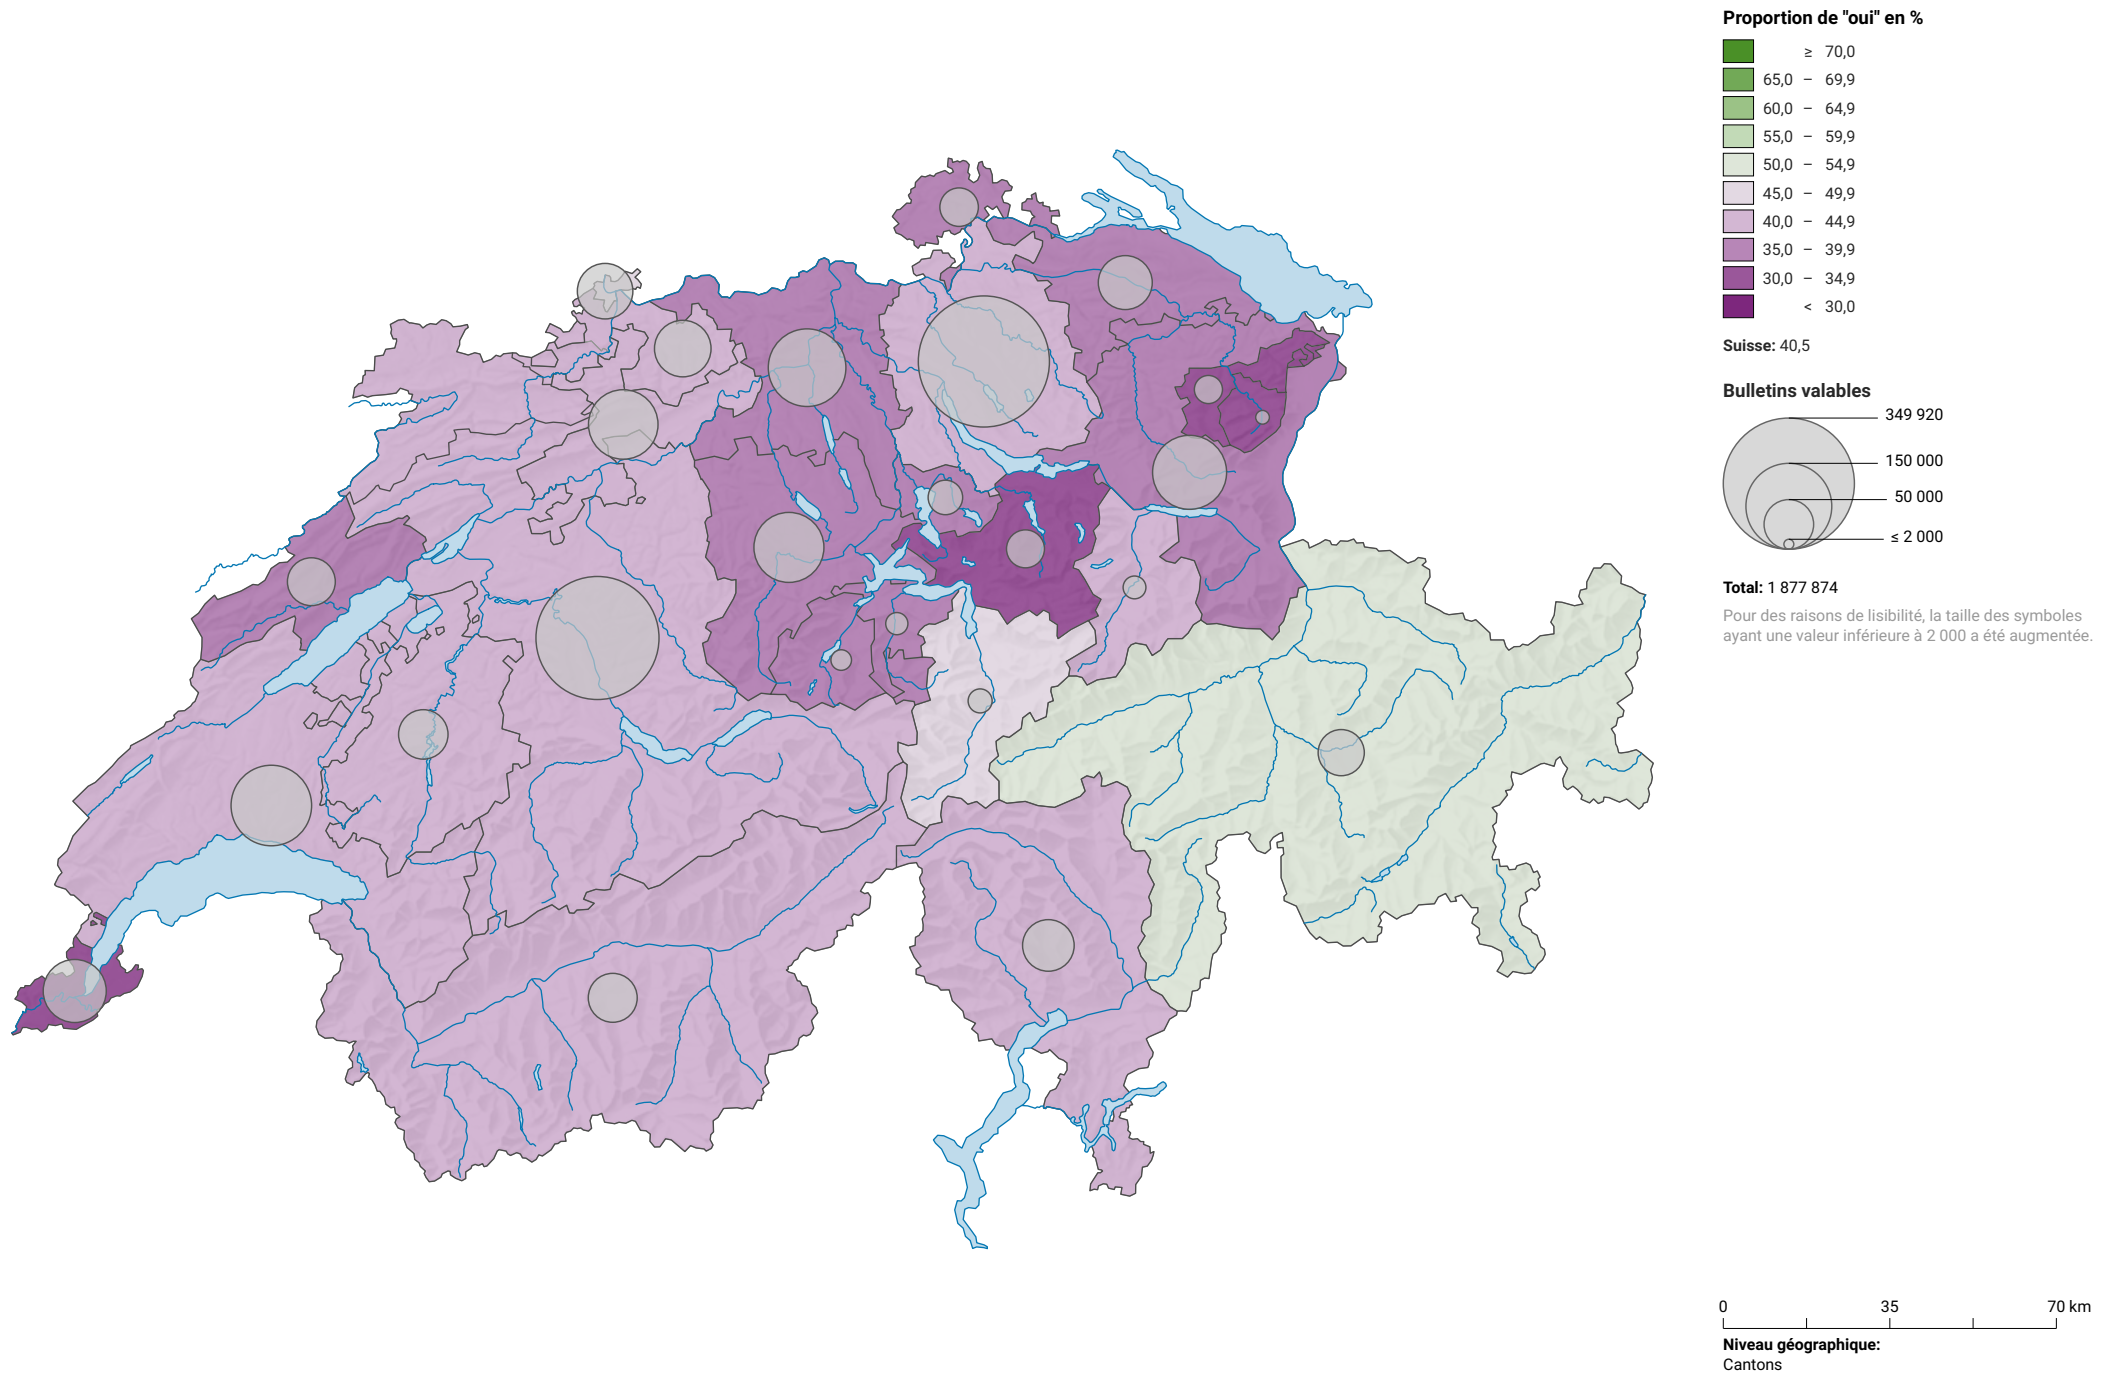 Proportion de "oui" en %
≥ 70,0
65,0 – 69,9
60,0 – 64,9
55,0 – 59,9
50,0 – 54,9
45,0 – 49,9
40,0 – 44,9
35,0 – 39,9
30,0 – 34,9
< 30,0
Suisse: 40,5
Bulletins valables
349 920
150 000
50 000
≤ 2 000
Total: 1 877 874
Pour des raisons de lisibilité, la taille des symboles
ayant une valeur inférieure à 2 000 a été augmentée.
0 35 70 km
Niveau géographique:
Cantons